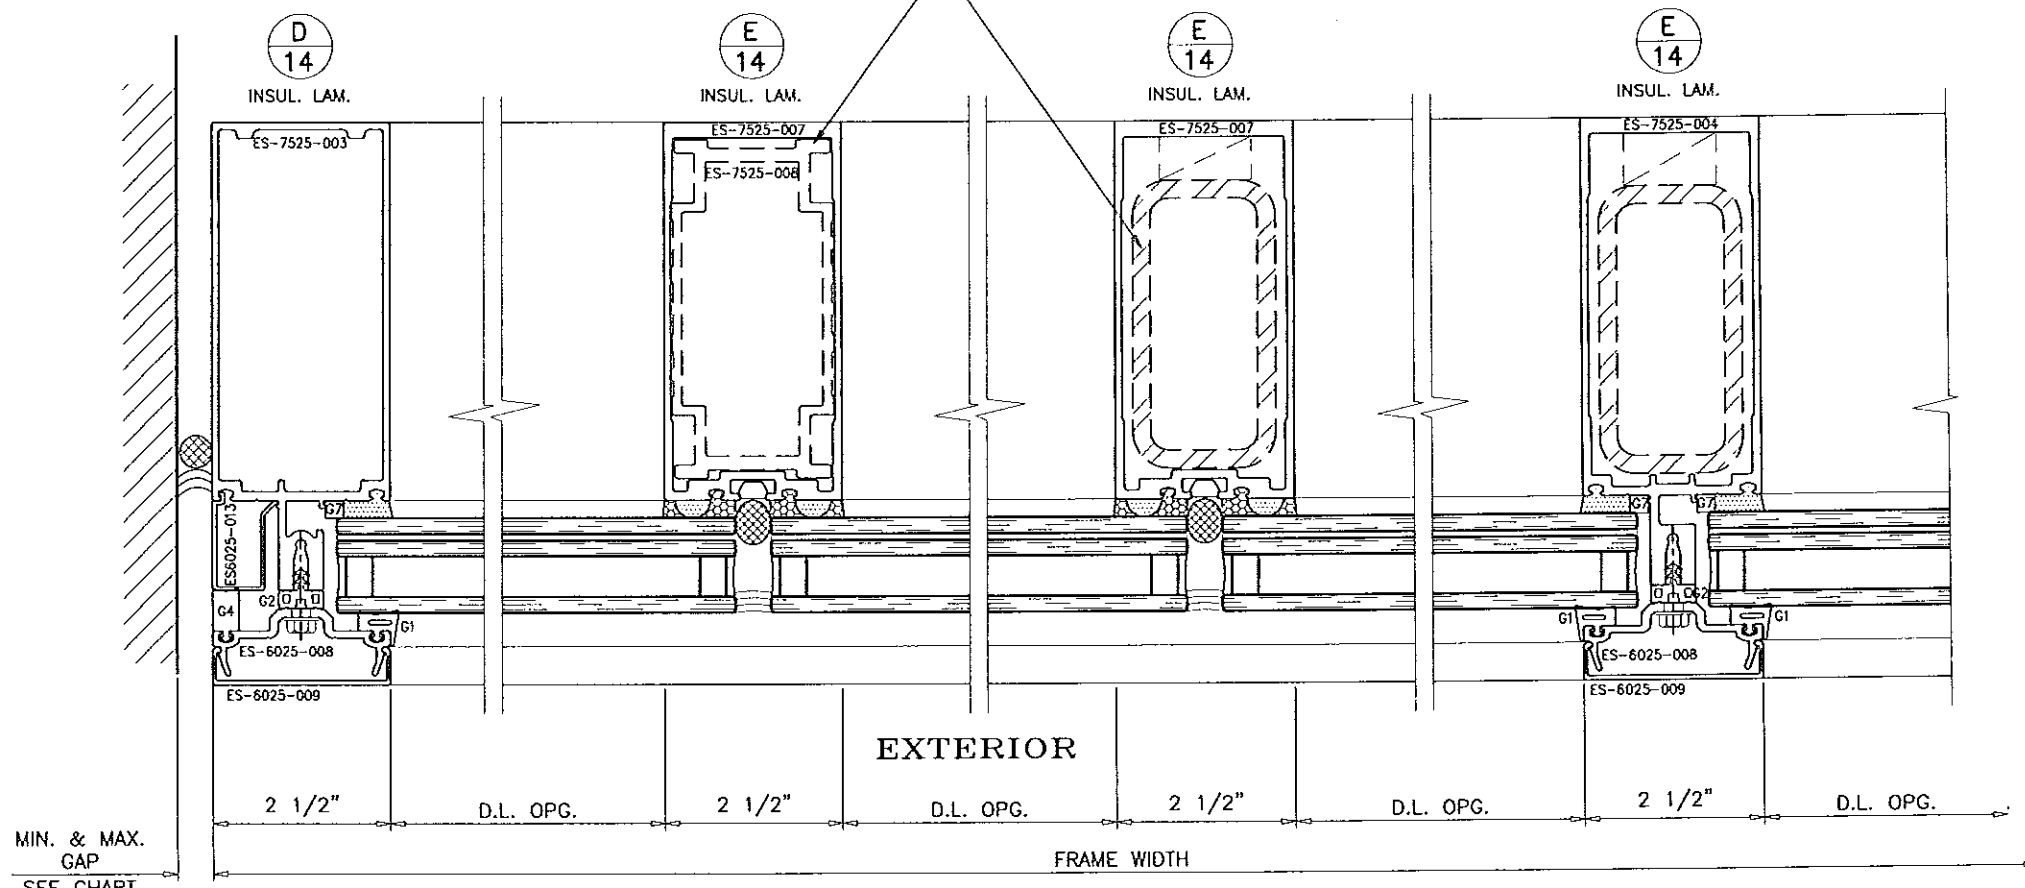 D
14
INSUL. LAM.
E
14
INSUL. LAM.
E
14
INSUL. LAM.
E
14
INSUL. LAM.
ES-7525-003
ES-7525-007
ES-7525-008
ES-7525-007
ES-7525-004
ES6025-013
G7
G4
G2
G1
ES-6025-008
ES-6025-009
G7
G7
G2
G1
G1
ES-6025-008
ES-6025-009
EXTERIOR
2 1/2"
D.L. OPG.
2 1/2"
D.L. OPG.
2 1/2"
D.L. OPG.
2 1/2"
D.L. OPG.
MIN. & MAX.
GAP
SEE CHART
FRAME WIDTH